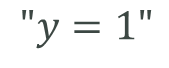 "y = 1"